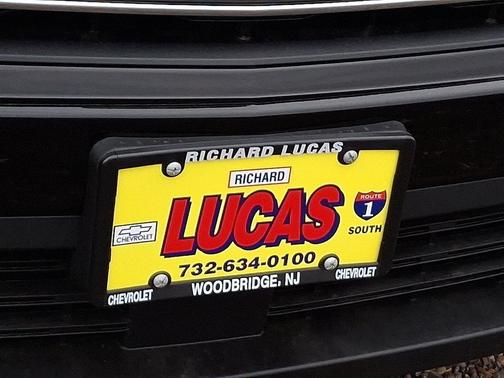 RICHARD LUCAS
RICHARD
LUCAS
ROUTE
1
CHEVROLET
SOUTH
732-634-0100
CHEVROLET WOODBRIDGE, NJ CHEVROLET